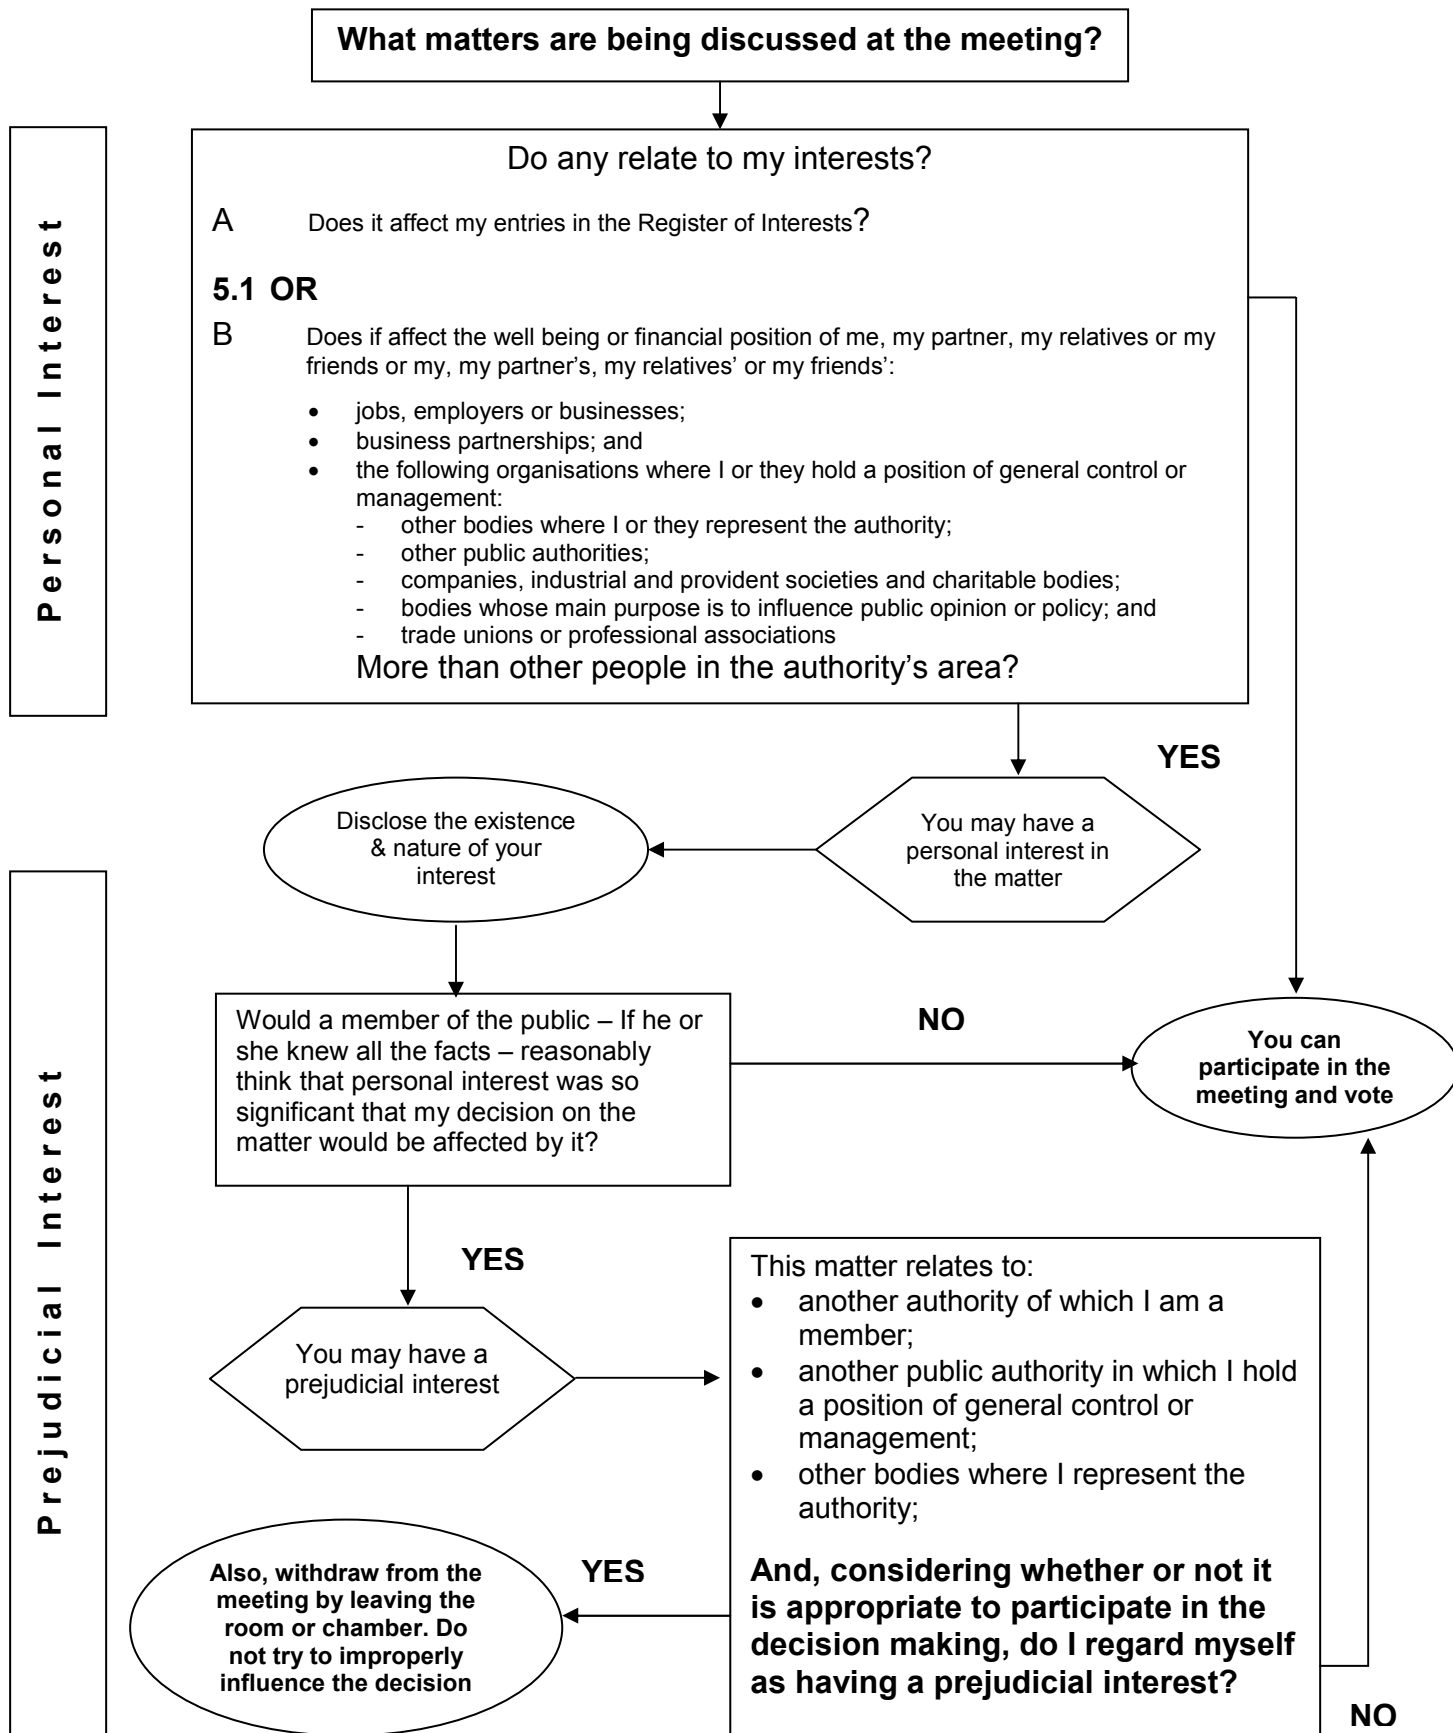 What matters are being discussed at the meeting?
Personal Interest
Do any relate to my interests?
A Does it affect my entries in the Register of Interests?
5.1 OR
B Does if affect the well being or financial position of me, my partner, my relatives or my
friends or my, my partner's, my relatives' or my friends':
• jobs, employers or businesses;
• business partnerships; and
• the following organisations where I or they hold a position of general control or
management:
- other bodies where I or they represent the authority;
- other public authorities;
- companies, industrial and provident societies and charitable bodies;
- bodies whose main purpose is to influence public opinion or policy; and
- trade unions or professional associations
More than other people in the authority's area?
YES
You may have a
personal interest in
the matter
Disclose the existence
& nature of your
interest
Prejudicial Interest
Would a member of the public – If he or
she knew all the facts – reasonably
think that personal interest was so
significant that my decision on the
matter would be affected by it?
NO
You can
participate in the
meeting and vote
YES
You may have a
prejudicial interest
This matter relates to:
• another authority of which I am a
member;
• another public authority in which I hold
a position of general control or
management;
• other bodies where I represent the
authority;
And, considering whether or not it
is appropriate to participate in the
decision making, do I regard myself
as having a prejudicial interest?
YES
Also, withdraw from the
meeting by leaving the
room or chamber. Do
not try to improperly
influence the decision
NO